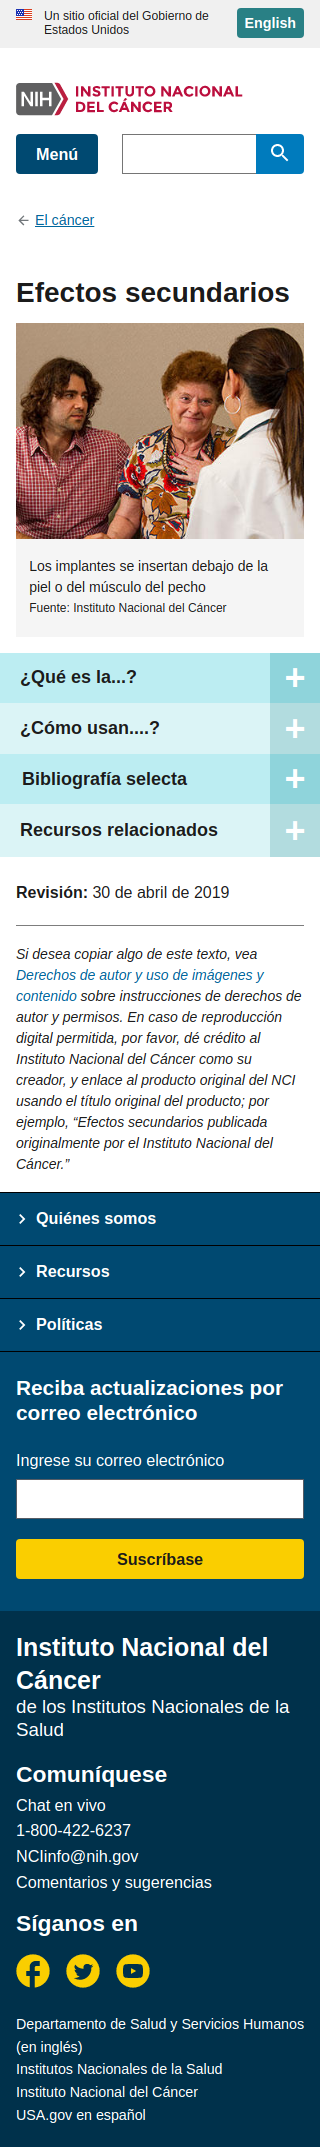 Un sitio oficial del Gobierno de
Estados Unidos
English
NIH
INSTITUTO NACIONAL
DEL CÁNCER
Menú
El cáncer
Efectos secundarios
Los implantes se insertan debajo de la
piel o del músculo del pecho
Fuente: Instituto Nacional del Cáncer
¿Qué es la...?
¿Cómo usan....?
Bibliografía selecta
Recursos relacionados
Revisión: 30 de abril de 2019
Si desea copiar algo de este texto, vea
Derechos de autor y uso de imágenes y
contenido sobre instrucciones de derechos de
autor y permisos. En caso de reproducción
digital permitida, por favor, dé crédito al
Instituto Nacional del Cáncer como su
creador, y enlace al producto original del NCI
usando el título original del producto; por
ejemplo, “Efectos secundarios publicada
originalmente por el Instituto Nacional del
Cáncer.”
Quiénes somos
Recursos
Políticas
Reciba actualizaciones por
correo electrónico
Ingrese su correo electrónico
Suscríbase
Instituto Nacional del
Cáncer
de los Institutos Nacionales de la
Salud
Comuníquese
Chat en vivo
1-800-422-6237
NCIinfo@nih.gov
Comentarios y sugerencias
Síganos en
Departamento de Salud y Servicios Humanos
(en inglés)
Institutos Nacionales de la Salud
Instituto Nacional del Cáncer
USA.gov en español